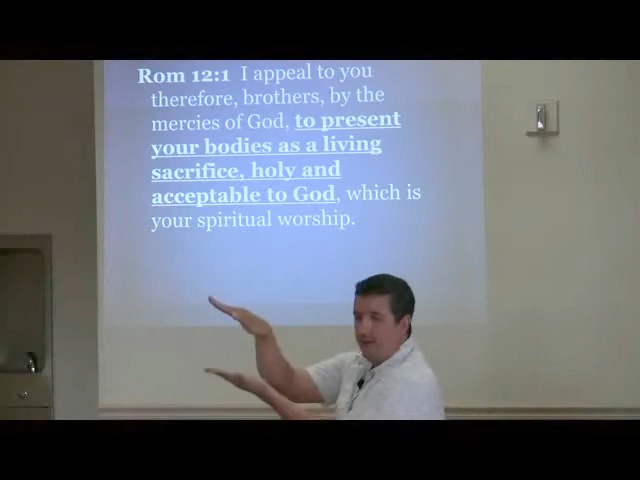 Rom 12:1 I appeal to you
therefore, brothers, by the
mercies of God, to present
your bodies as a living
sacrifice, holy and
acceptable to God, which is
your spiritual worship.